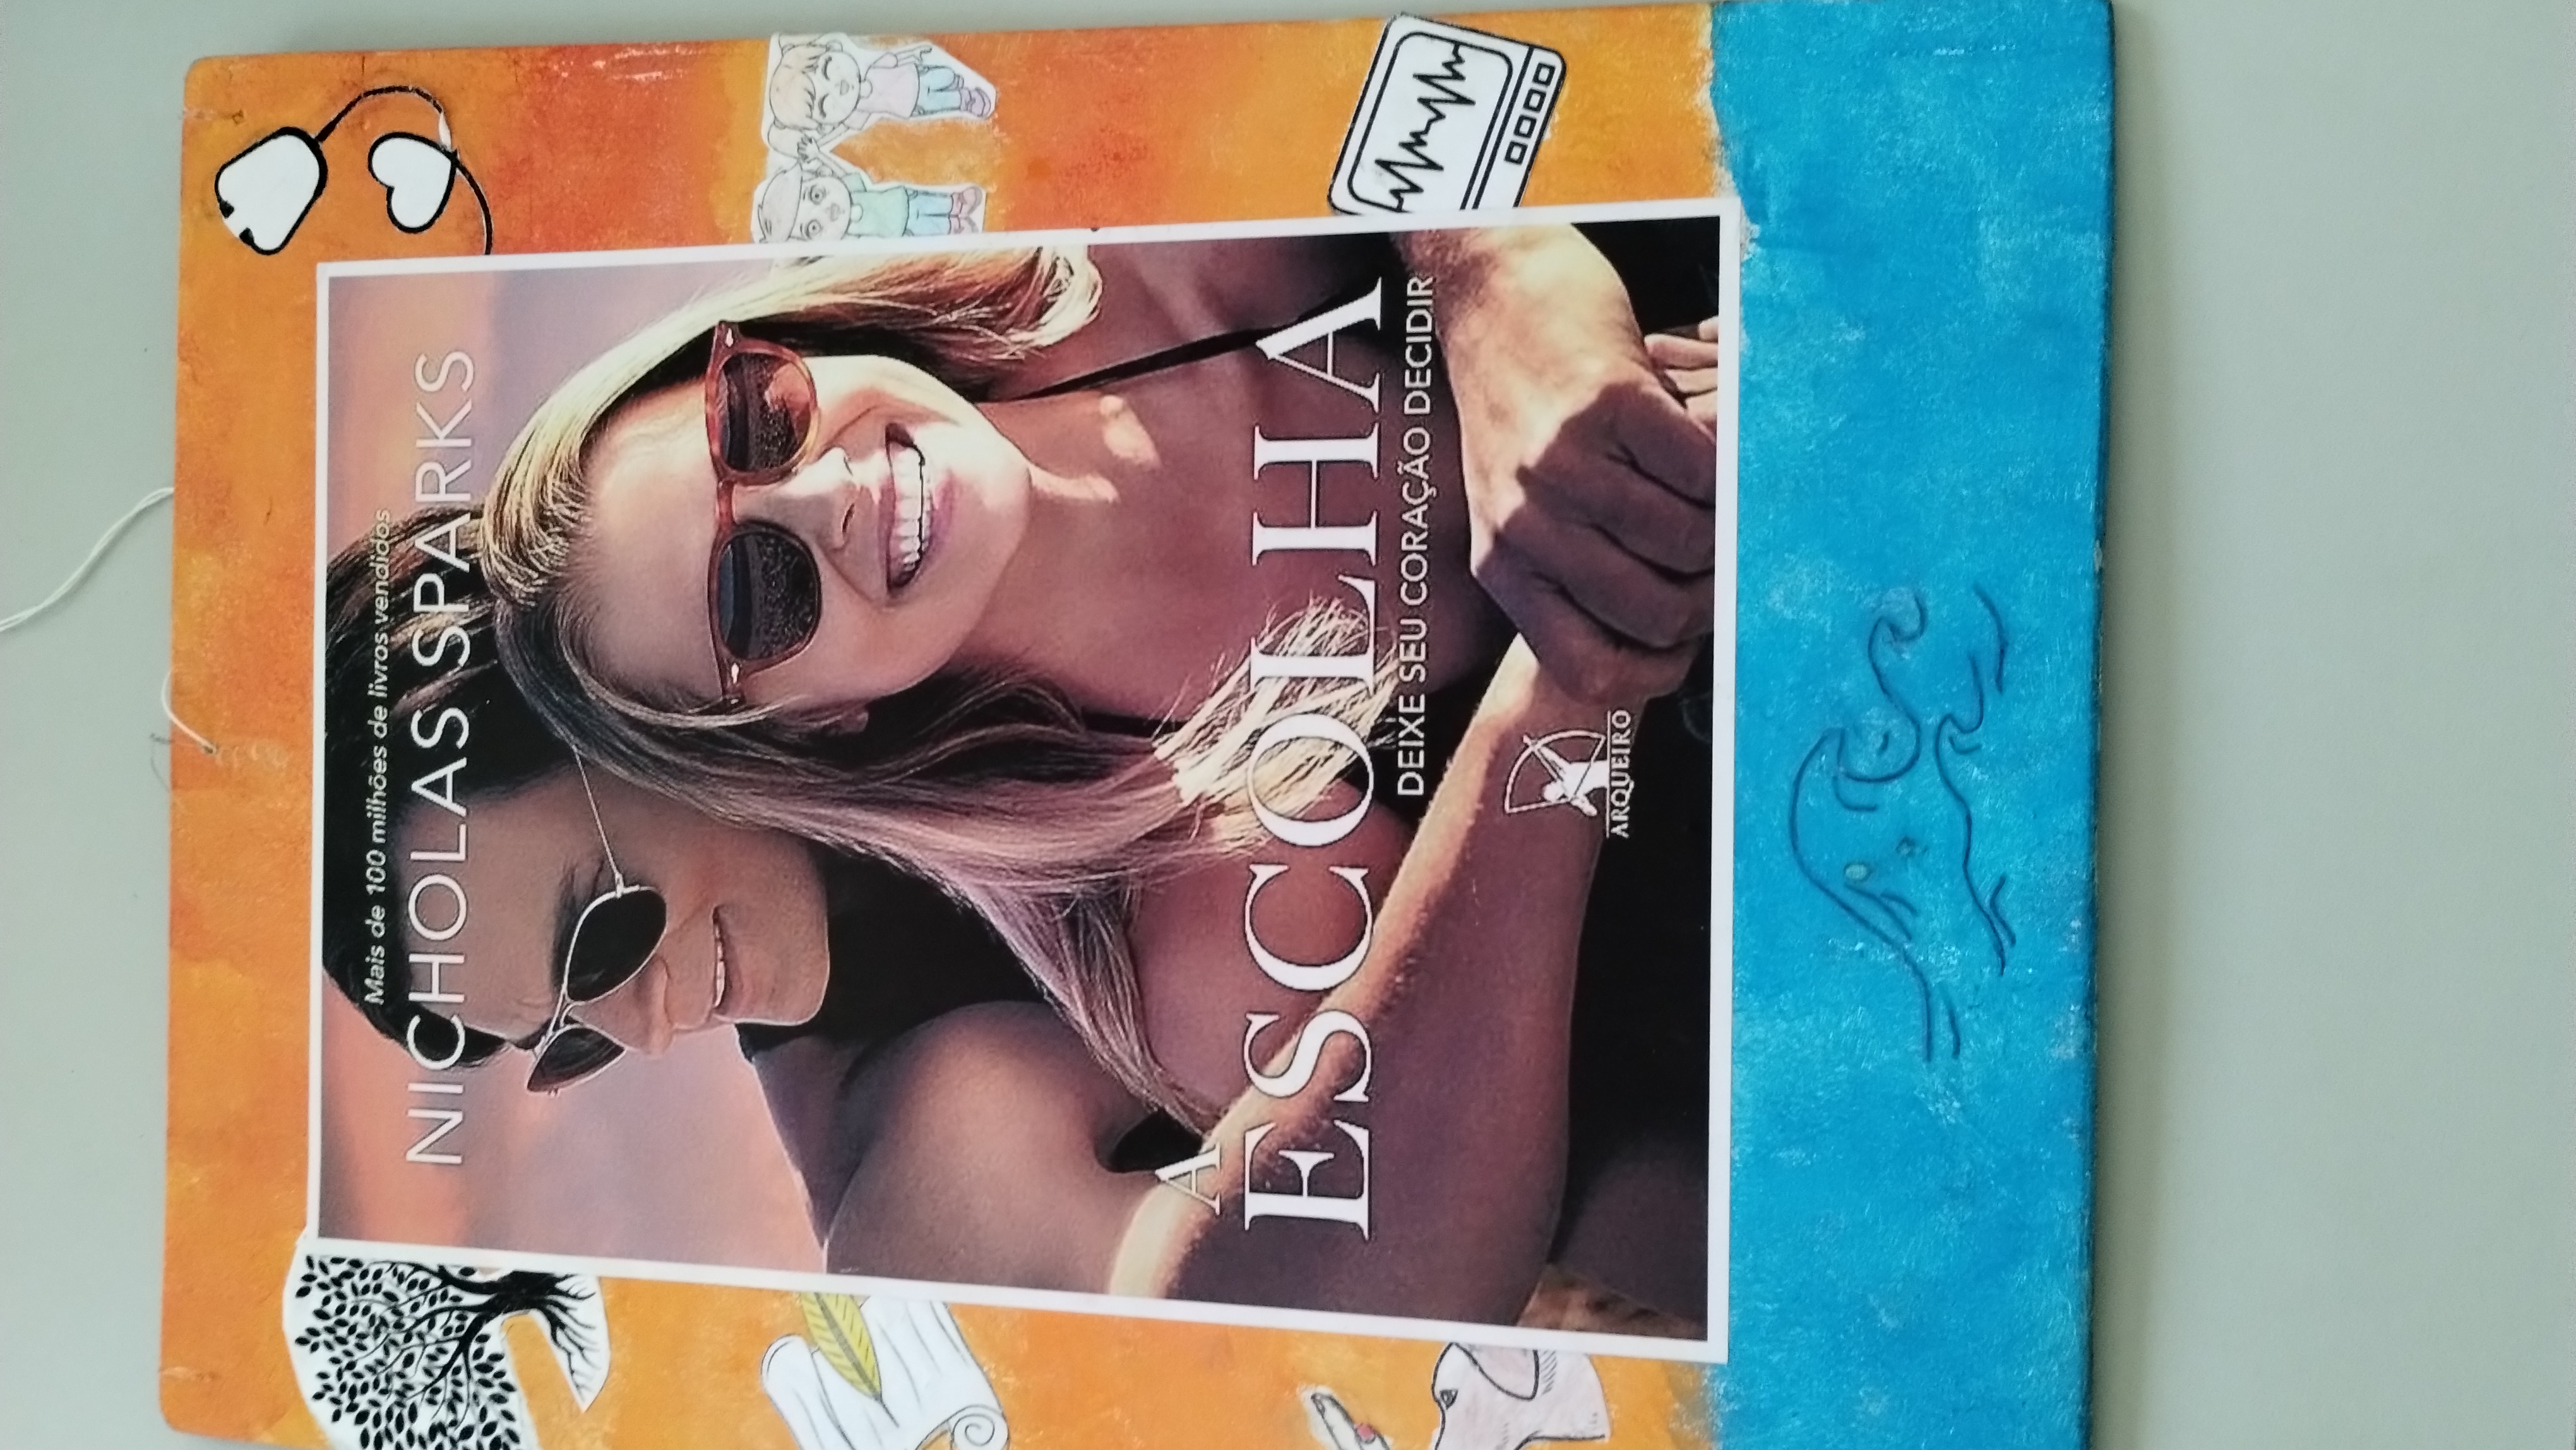 Mais de 100 milhões de livros vendidos
NICHOLAS SPARKS
A
ESCOLHA
DEIXE SEU CORAÇÃO DECIDIR
ARQUEIRO